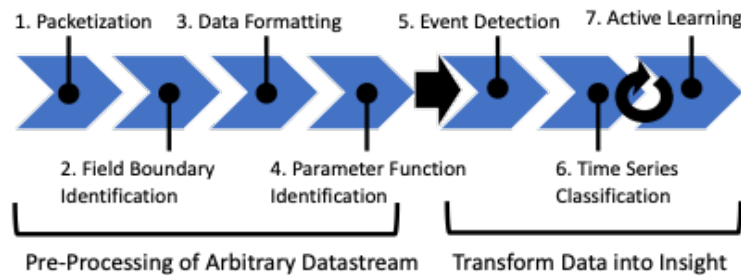 1. Packetization
3. Data Formatting
5. Event Detection
7. Active Learning
2. Field Boundary
Identification
4. Parameter Function
Identification
6. Time Series
Classification
Pre-Processing of Arbitrary Datastream
Transform Data into Insight